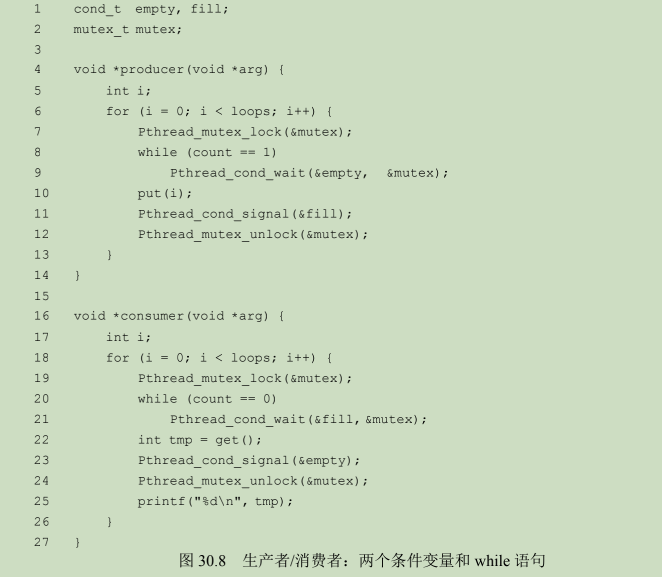 1 cond_t empty, fill;
2 mutex_t mutex;
3
4 void *producer(void *arg) {
5     int i;
6     for (i = 0; i < loops; i++) {
7         Pthread_mutex_lock(&mutex);
8         while (count == 1)
9             Pthread_cond_wait(&empty, &mutex);
10         put(i);
11         Pthread_cond_signal(&fill);
12         Pthread_mutex_unlock(&mutex);
13     }
14 }
15
16 void *consumer(void *arg) {
17     int i;
18     for (i = 0; i < loops; i++) {
19         Pthread_mutex_lock(&mutex);
20         while (count == 0)
21             Pthread_cond_wait(&fill, &mutex);
22         int tmp = get();
23         Pthread_cond_signal(&empty);
24         Pthread_mutex_unlock(&mutex);
25         printf("%d\n", tmp);
26     }
27 }
图 30.8 生产者/消费者：两个条件变量和 while 语句